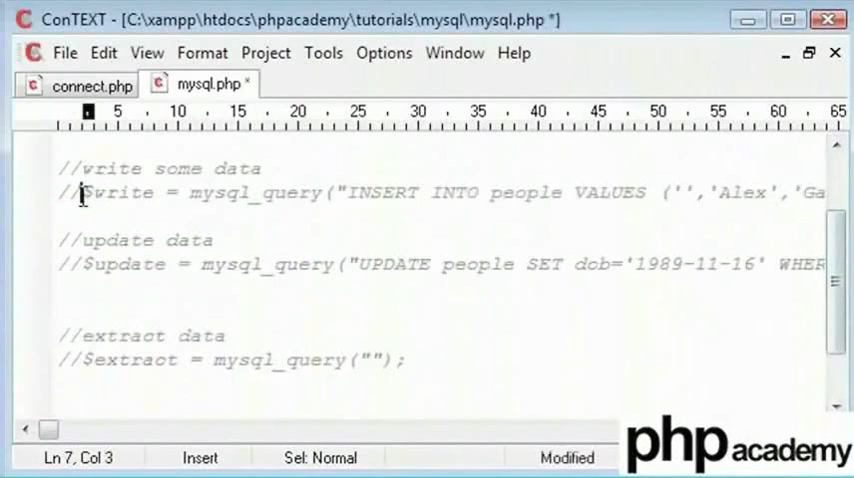 ConTEXT - [C:\xampp\htdocs\phpacademy\tutorials\mysql\mysql.php *]
File Edit View Format Project Tools Options Window Help
connect.php mysql.php *
5 10 15 20 25 30 35 40 45 50 55 60 65
//write some data
//$write = mysql_query("INSERT INTO people VALUES ('','Alex','Ga
//update data
//$update = mysql_query("UPDATE people SET dob='1989-11-16' WHER
//extract data
//$extract = mysql_query("");
Ln 7, Col 3 Insert Sel: Normal Modified
php academy